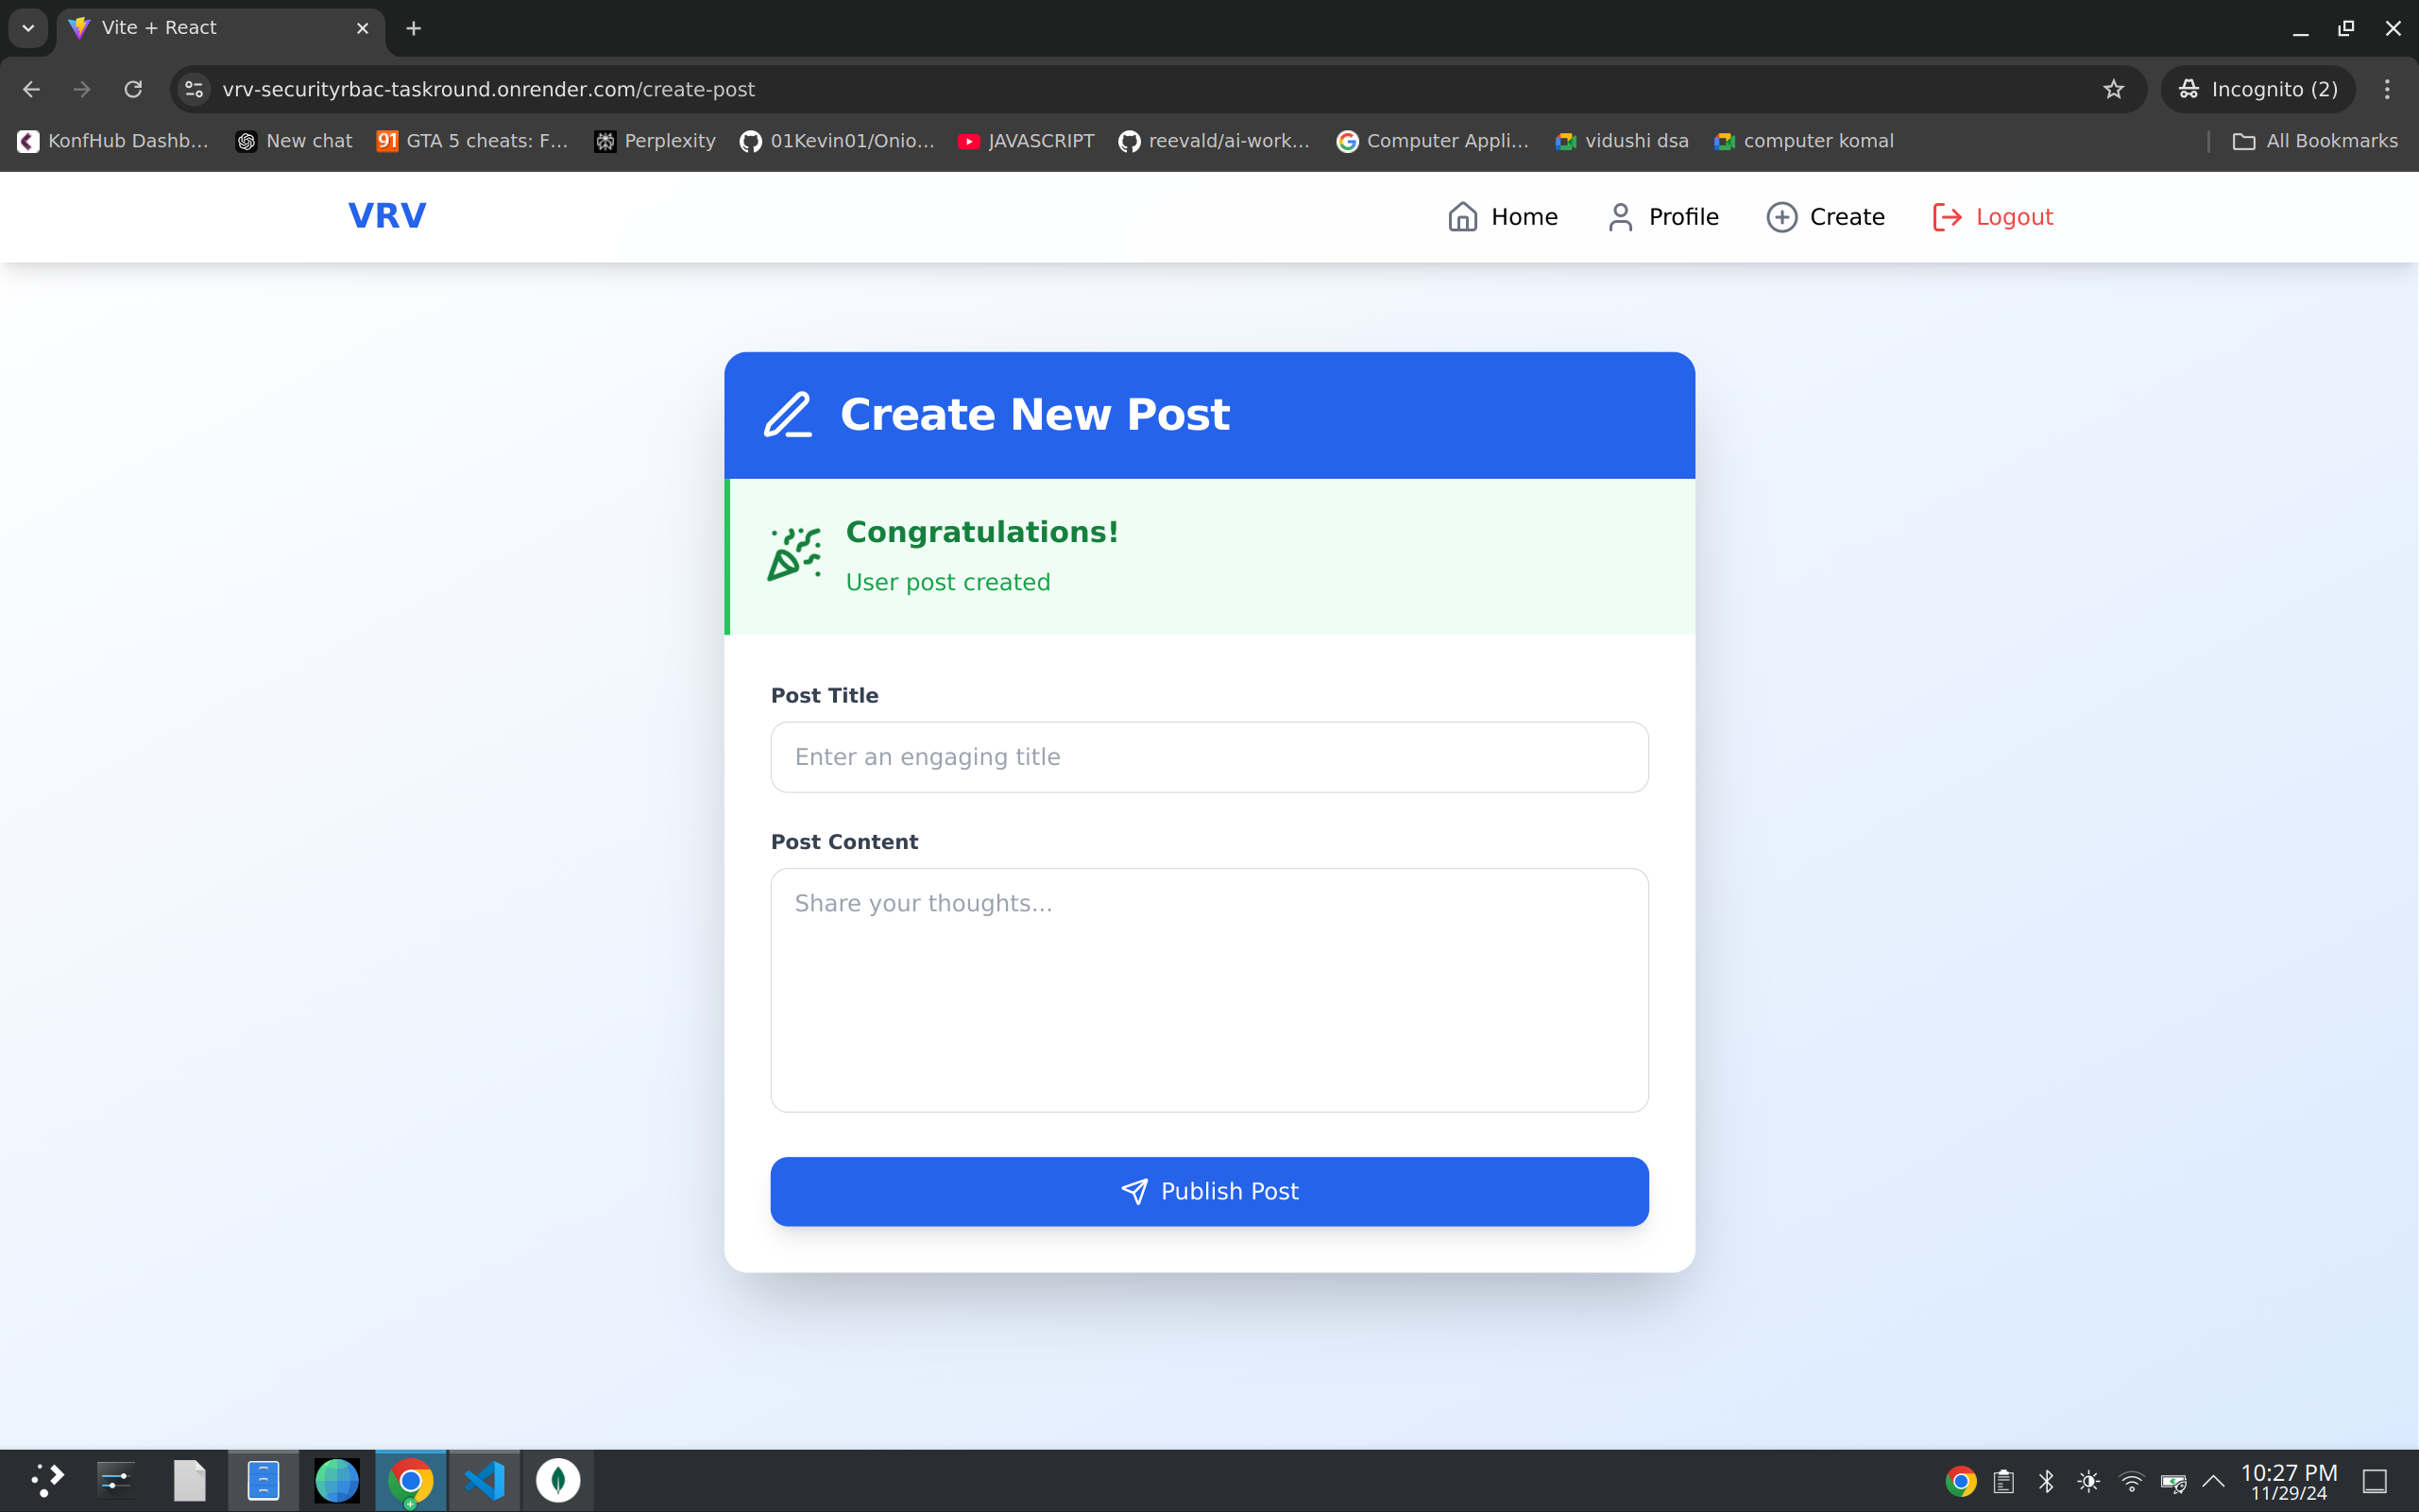 Vite + React
vrv-securityrbac-taskround.onrender.com/create-post
Incognito (2)
KonfHub Dashb...
New chat
91
GTA 5 cheats: F...
Perplexity
01Kevin01/Onio...
JAVASCRIPT
reevald/ai-work...
Computer Appli...
vidushi dsa
computer komal
All Bookmarks
VRV
Home
Profile
Create
Logout
Create New Post
Congratulations!
User post created
Post Title
Enter an engaging title
Post Content
Share your thoughts...
Publish Post
10:27 PM
11/29/24